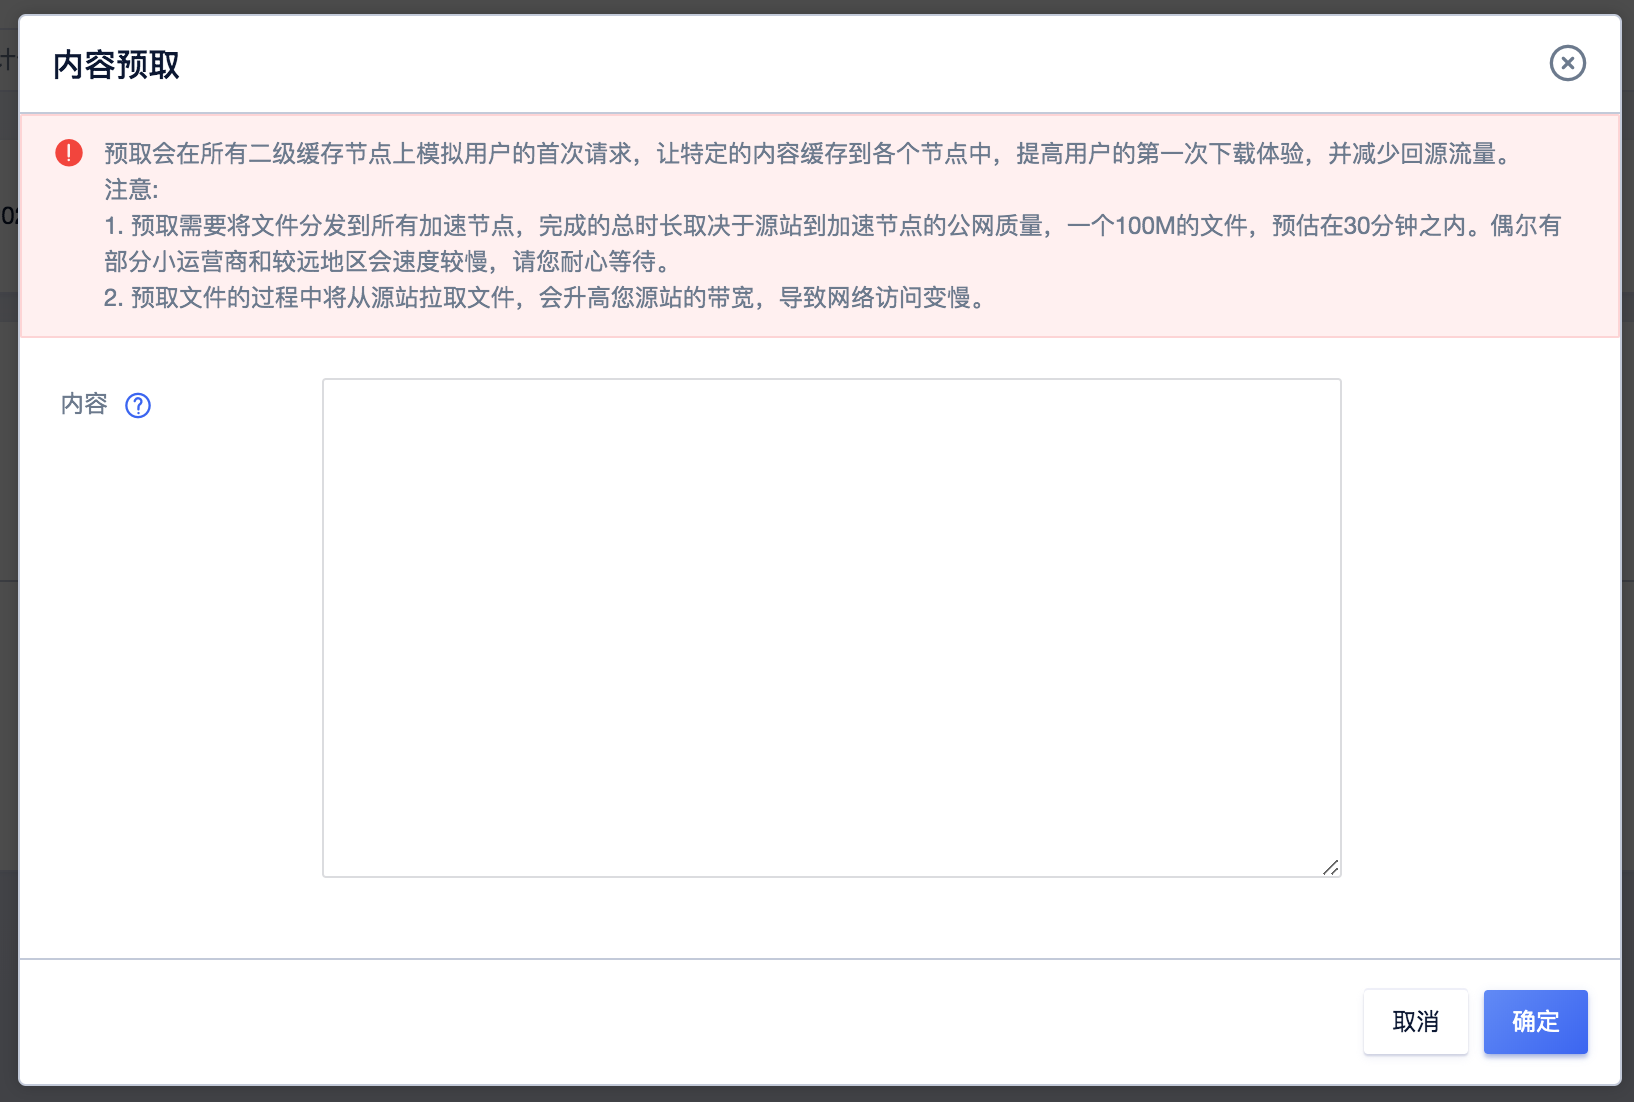 内容预取
预取会在所有二级缓存节点上模拟用户的首次请求，让特定的内容缓存到各个节点中，提高用户的第一次下载体验，并减少回源流量。
注意:
1. 预取需要将文件分发到所有加速节点，完成的总时长取决于源站到加速节点的公网质量，一个100M的文件，预估在30分钟之内。偶尔有
部分小运营商和较远地区会速度较慢，请您耐心等待。
2. 预取文件的过程中将从源站拉取文件，会升高您源站的带宽，导致网络访问变慢。
内容
取消
确定